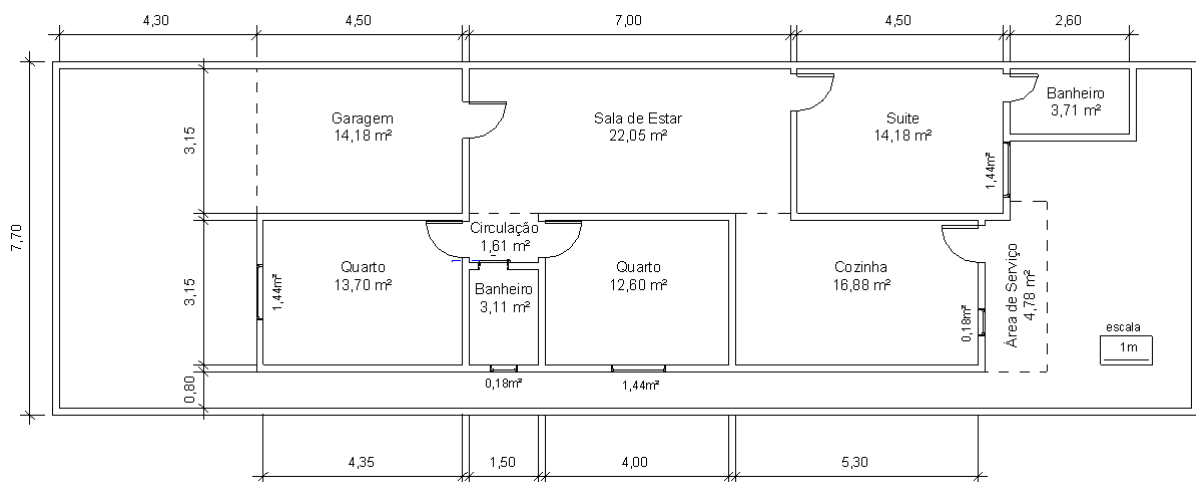 4,30
4,50
7,00
4,50
2,60
Garagem
14,18 m²
Sala de Estar
22,05 m²
Suite
14,18 m²
Banheiro
3,71 m²
3,15
1,44m²
7,70
Circulação
1,61 m²
Quarto
13,70 m²
1,44m²
Banheiro
3,11 m²
Quarto
12,60 m²
Cozinha
16,88 m²
0,18m²
Área de Serviço
4,78 m²
3,15
escala
1m
0,80
0,18m²
1,44m²
4,35
1,50
4,00
5,30